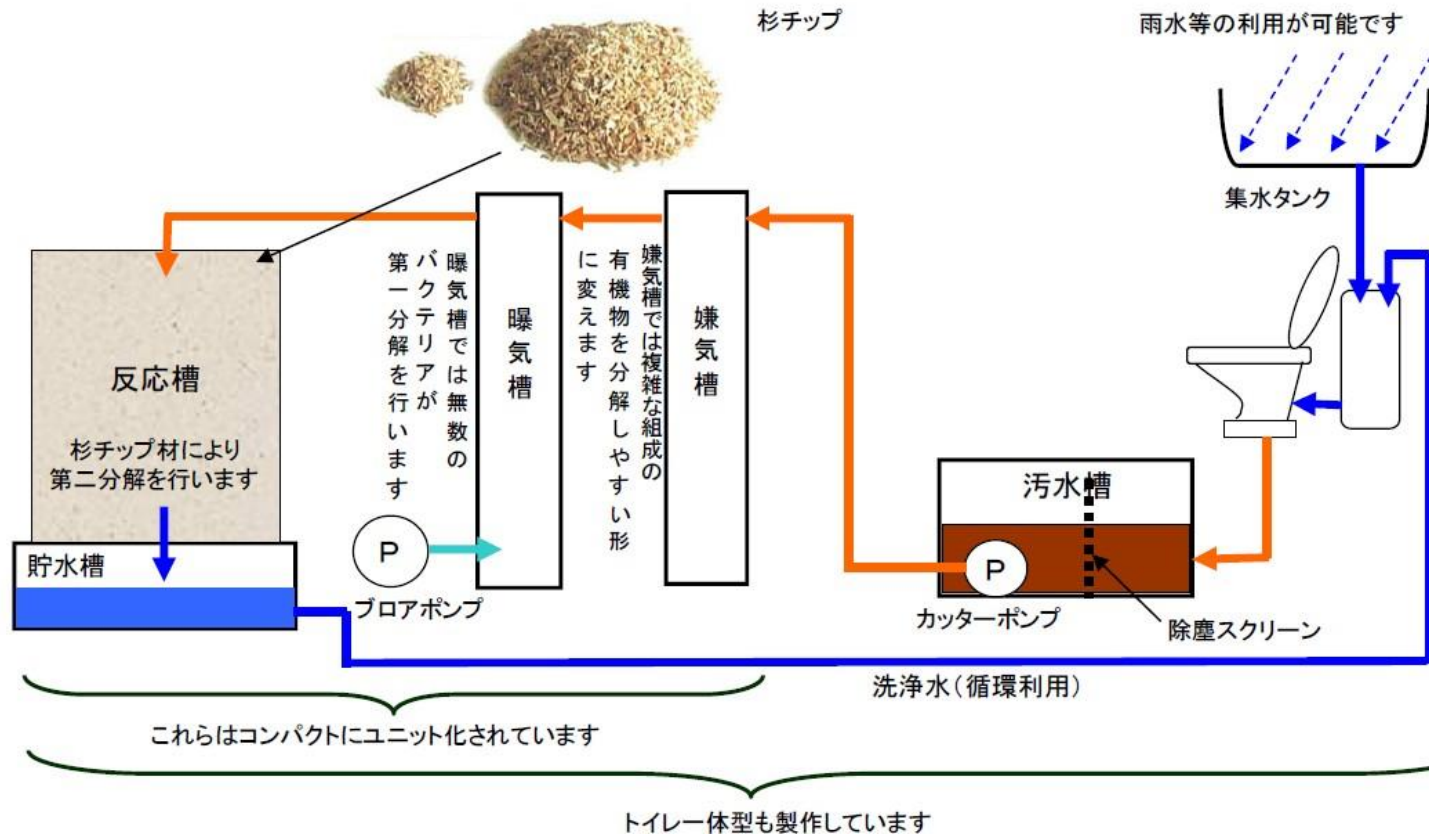 杉チップ
雨水等の利用が可能です
集水タンク
嫌気槽
嫌気槽では複雑な組成の
有機物を分解しやすい形
に変えます
曝気槽
曝気槽では無数の
バクテリアが
第一分解を行います
反応槽
杉チップ材により
第二分解を行います
汚水槽
P
カッターポンプ
除塵スクリーン
P
ブロアポンプ
貯水槽
洗浄水（循環利用）
これらはコンパクトにユニット化されています
トイレ一体型も製作しています